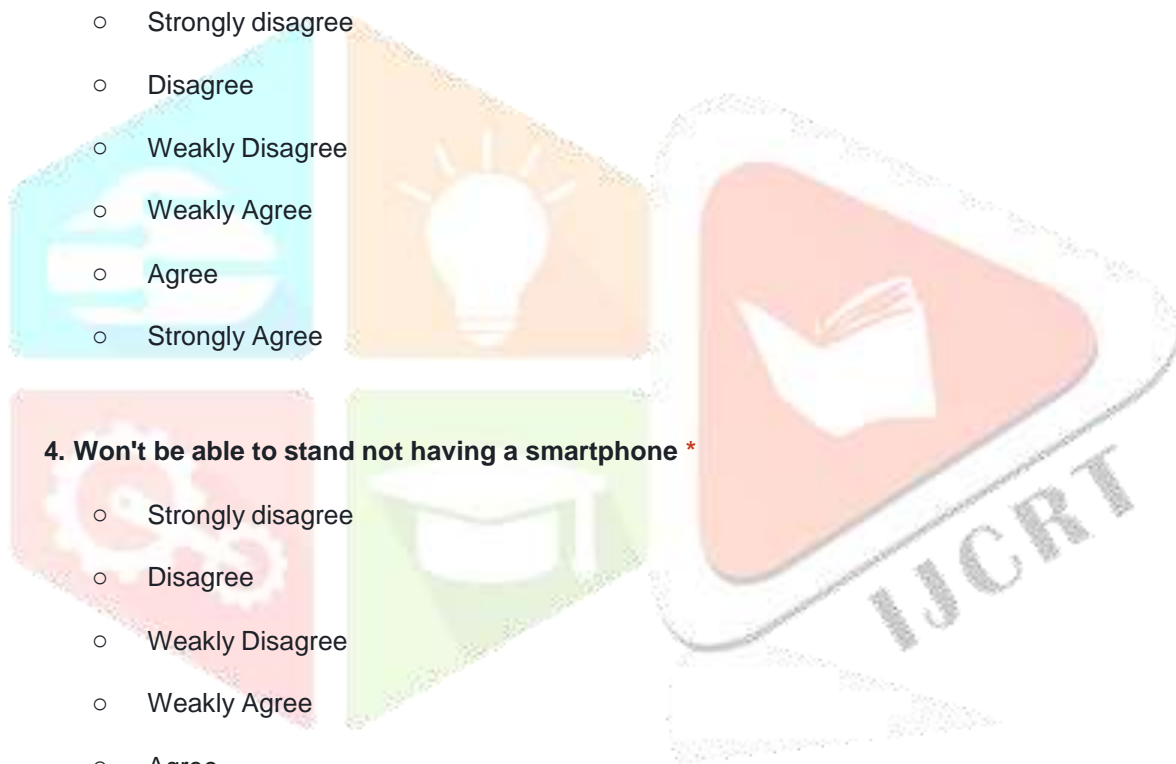 ○ Strongly disagree
○ Disagree
○ Weakly Disagree
○ Weakly Agree
○ Agree
○ Strongly Agree
4. Won't be able to stand not having a smartphone *
○ Strongly disagree
○ Disagree
○ Weakly Disagree
○ Weakly Agree
○ Agree
IJCRT